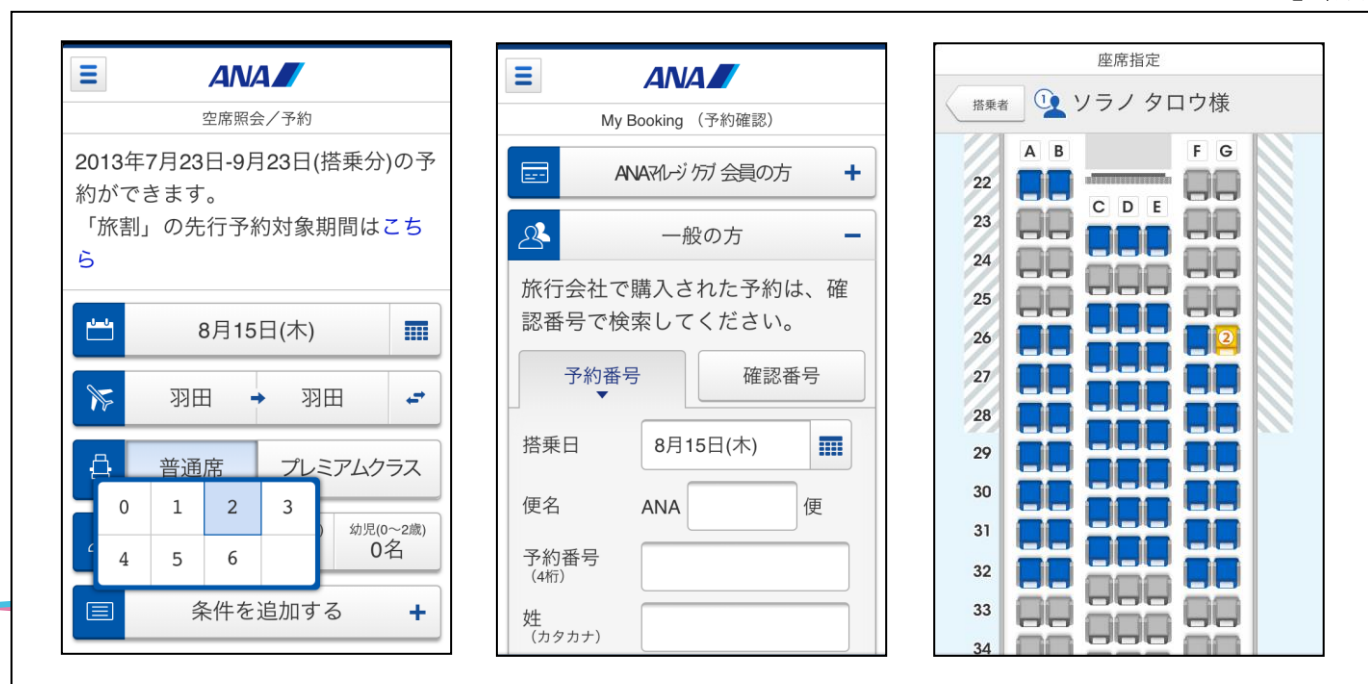 ANA
空席照会／予約
2013年7月23日-9月23日(搭乗分)の予
約ができます。
「旅割」の先行予約対象期間はこち
ら
8月15日(木)
羽田 → 羽田
普通席 プレミアムクラス
0 1 2 3
4 5 6
幼児(0～2歳)
0名
条件を追加する +
ANA
My Booking （予約確認）
ANAﾏｲﾚｰｼﾞ ｸﾗﾌﾞ 会員の方 +
一般の方 −
旅行会社で購入された予約は、確
認番号で検索してください。
予約番号 確認番号
搭乗日 8月15日(木)
便名 ANA 便
予約番号
（4桁）
姓
（カタカナ）
座席指定
搭乗者 1 ソラノ タロウ様
A B F G
22
C D E
23
24
25
26 2
27
28
29
30
31
32
33
34